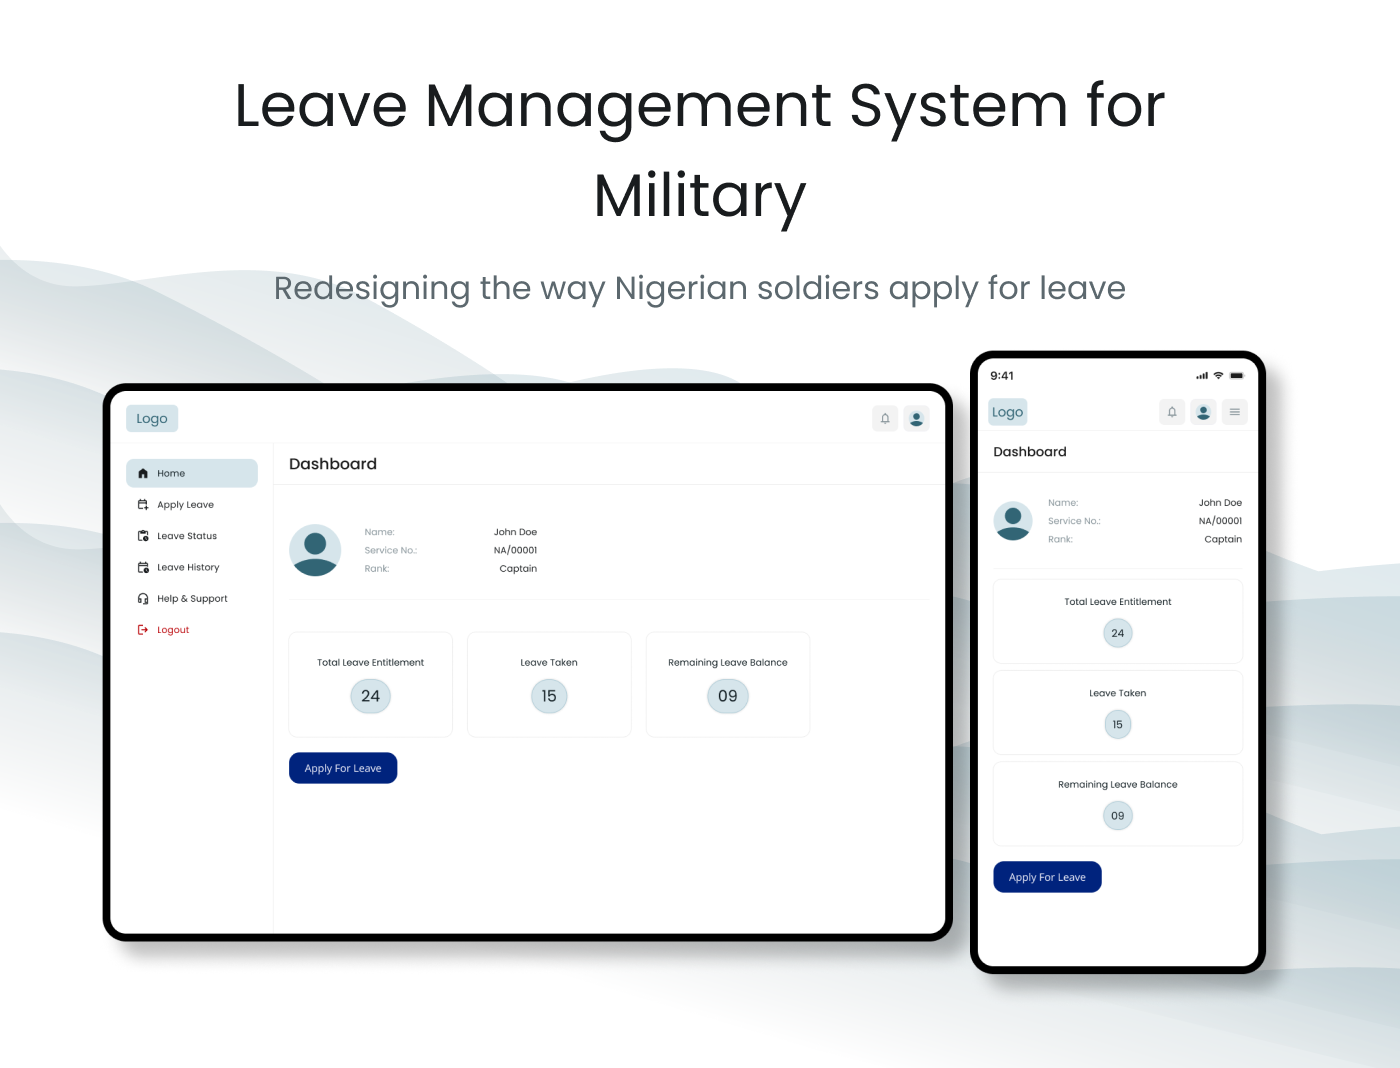 Leave Management System for
Military
Redesigning the way Nigerian soldiers apply for leave
Logo
Home
Apply Leave
Leave Status
Leave History
Help & Support
Logout
Dashboard
Name: John Doe
Service No.: NA/00001
Rank: Captain
Total Leave Entitlement
24
Leave Taken
15
Remaining Leave Balance
09
Apply For Leave
9:41
Logo
Dashboard
Name: John Doe
Service No.: NA/00001
Rank: Captain
Total Leave Entitlement
24
Leave Taken
15
Remaining Leave Balance
09
Apply For Leave